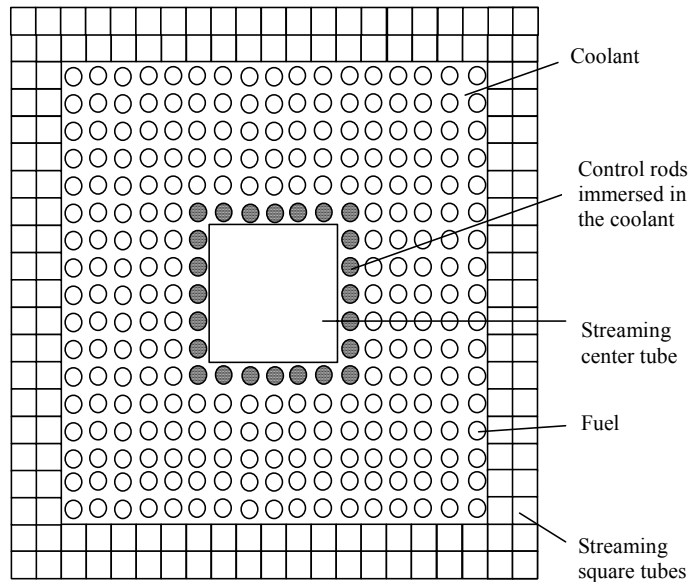 Coolant
Control rods
immersed in
the coolant
Streaming
center tube
Fuel
Streaming
square tubes